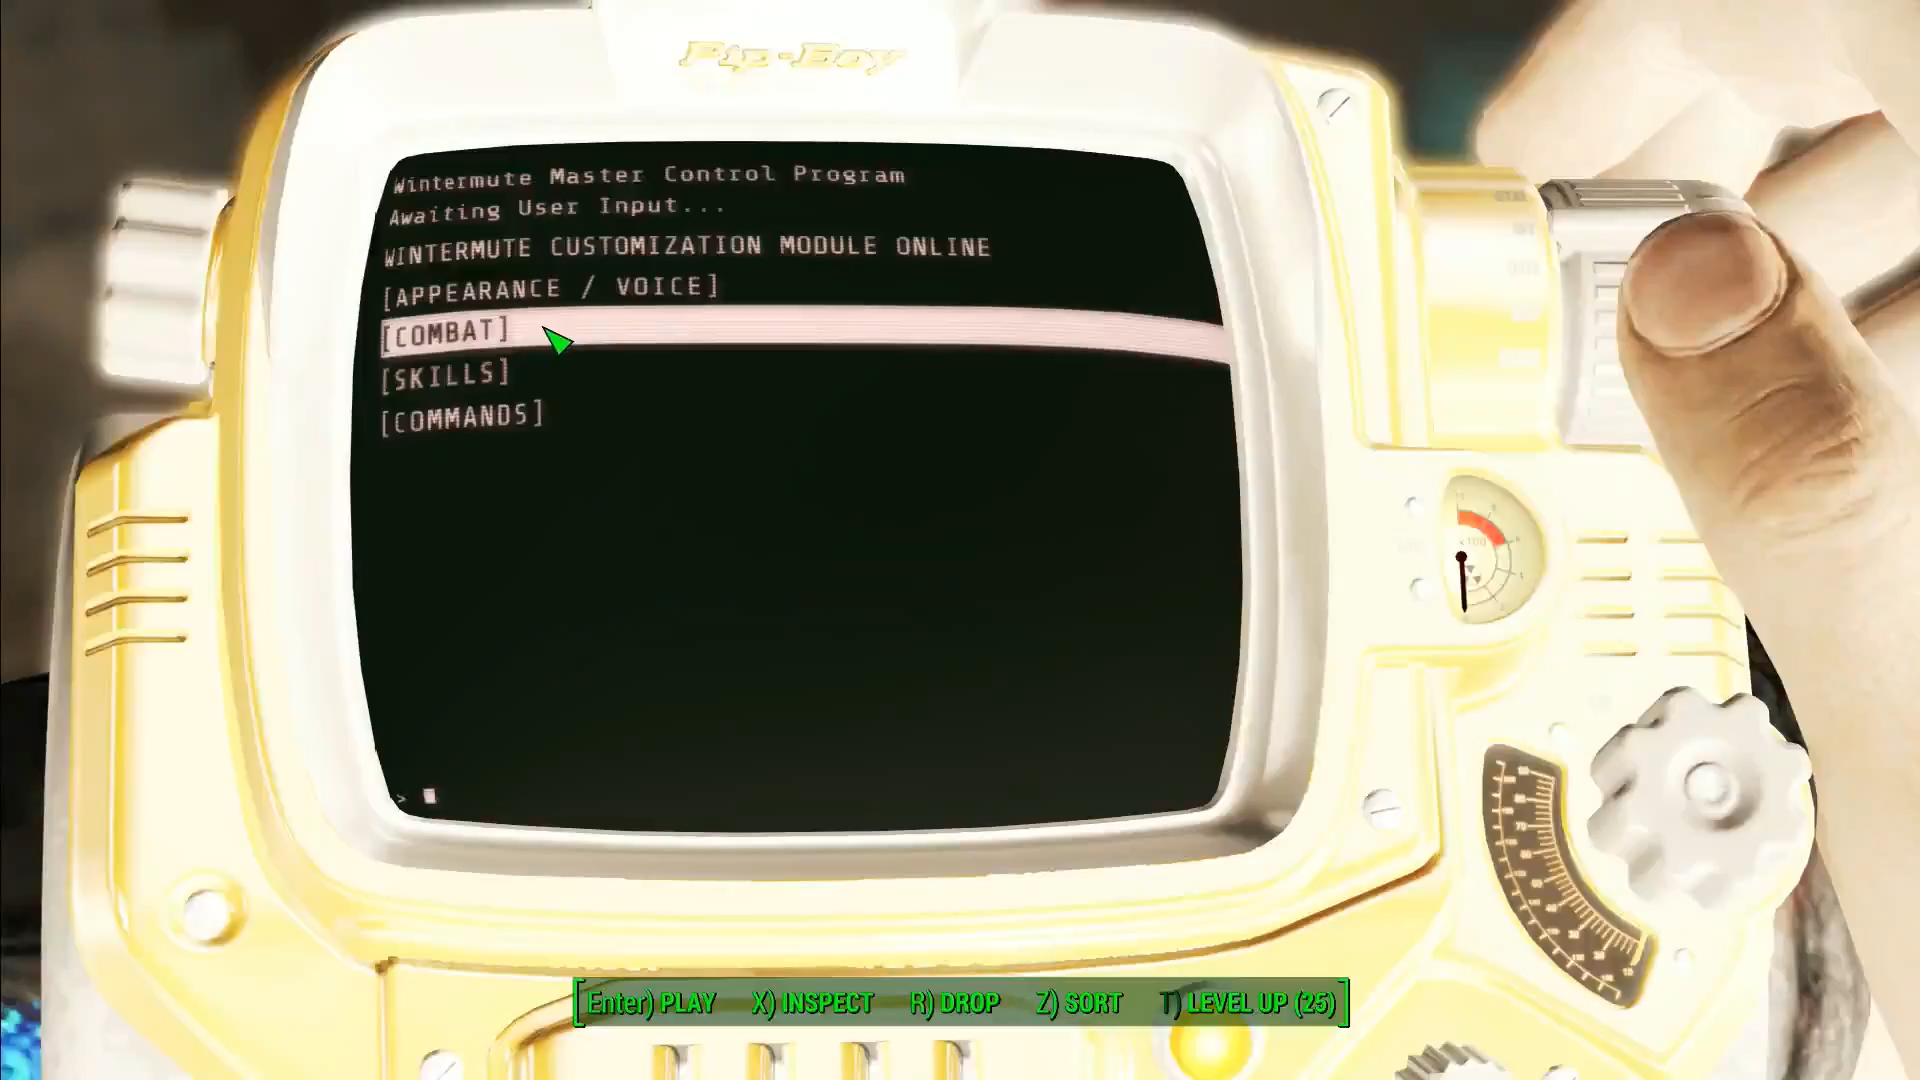 Pip-Boy
Wintermute Master Control Program
Awaiting User Input...
WINTERMUTE CUSTOMIZATION MODULE ONLINE
[APPEARANCE / VOICE]
[COMBAT]
[SKILLS]
[COMMANDS]
>
[Enter) PLAY X) INSPECT R) DROP Z) SORT T) LEVEL UP (25)]